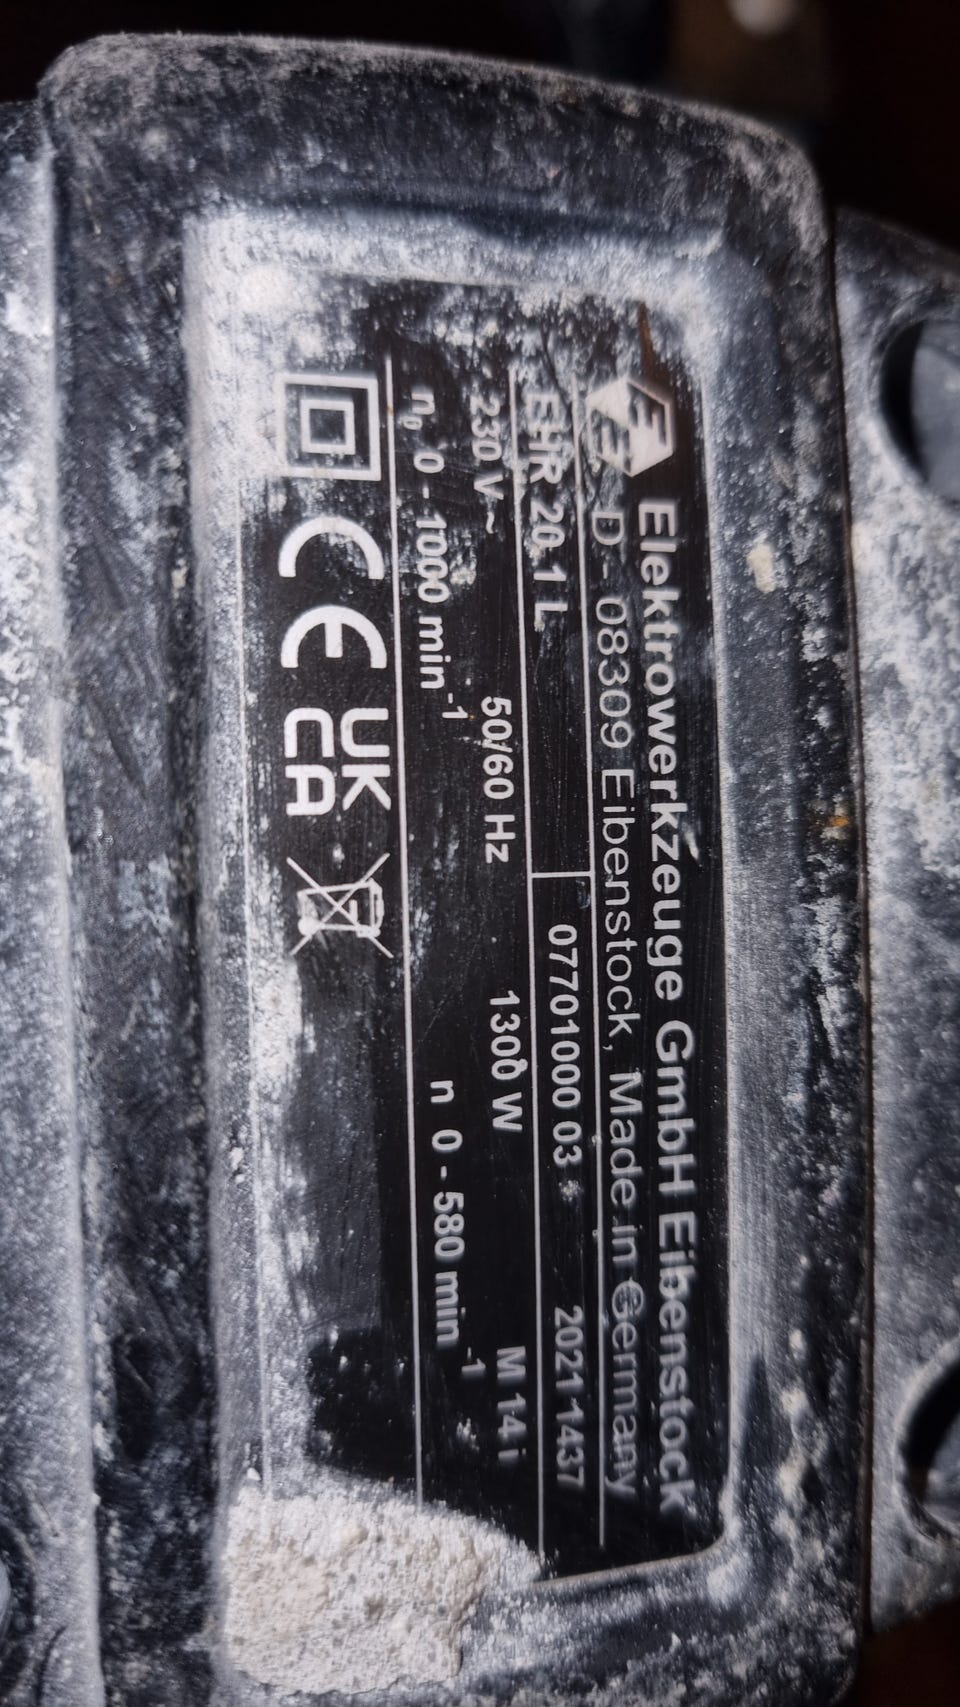 Elektrowerkzeuge GmbH Eibenstock
D - 08309 Eibenstock, Made in Germany
EHR 20.1 L 07701000 03 2021 1437
230 V ~ 50/60 Hz 1300 W M 14 i
n₀ 0 - 1000 min⁻¹ n 0 - 580 min⁻¹
CE UK CA